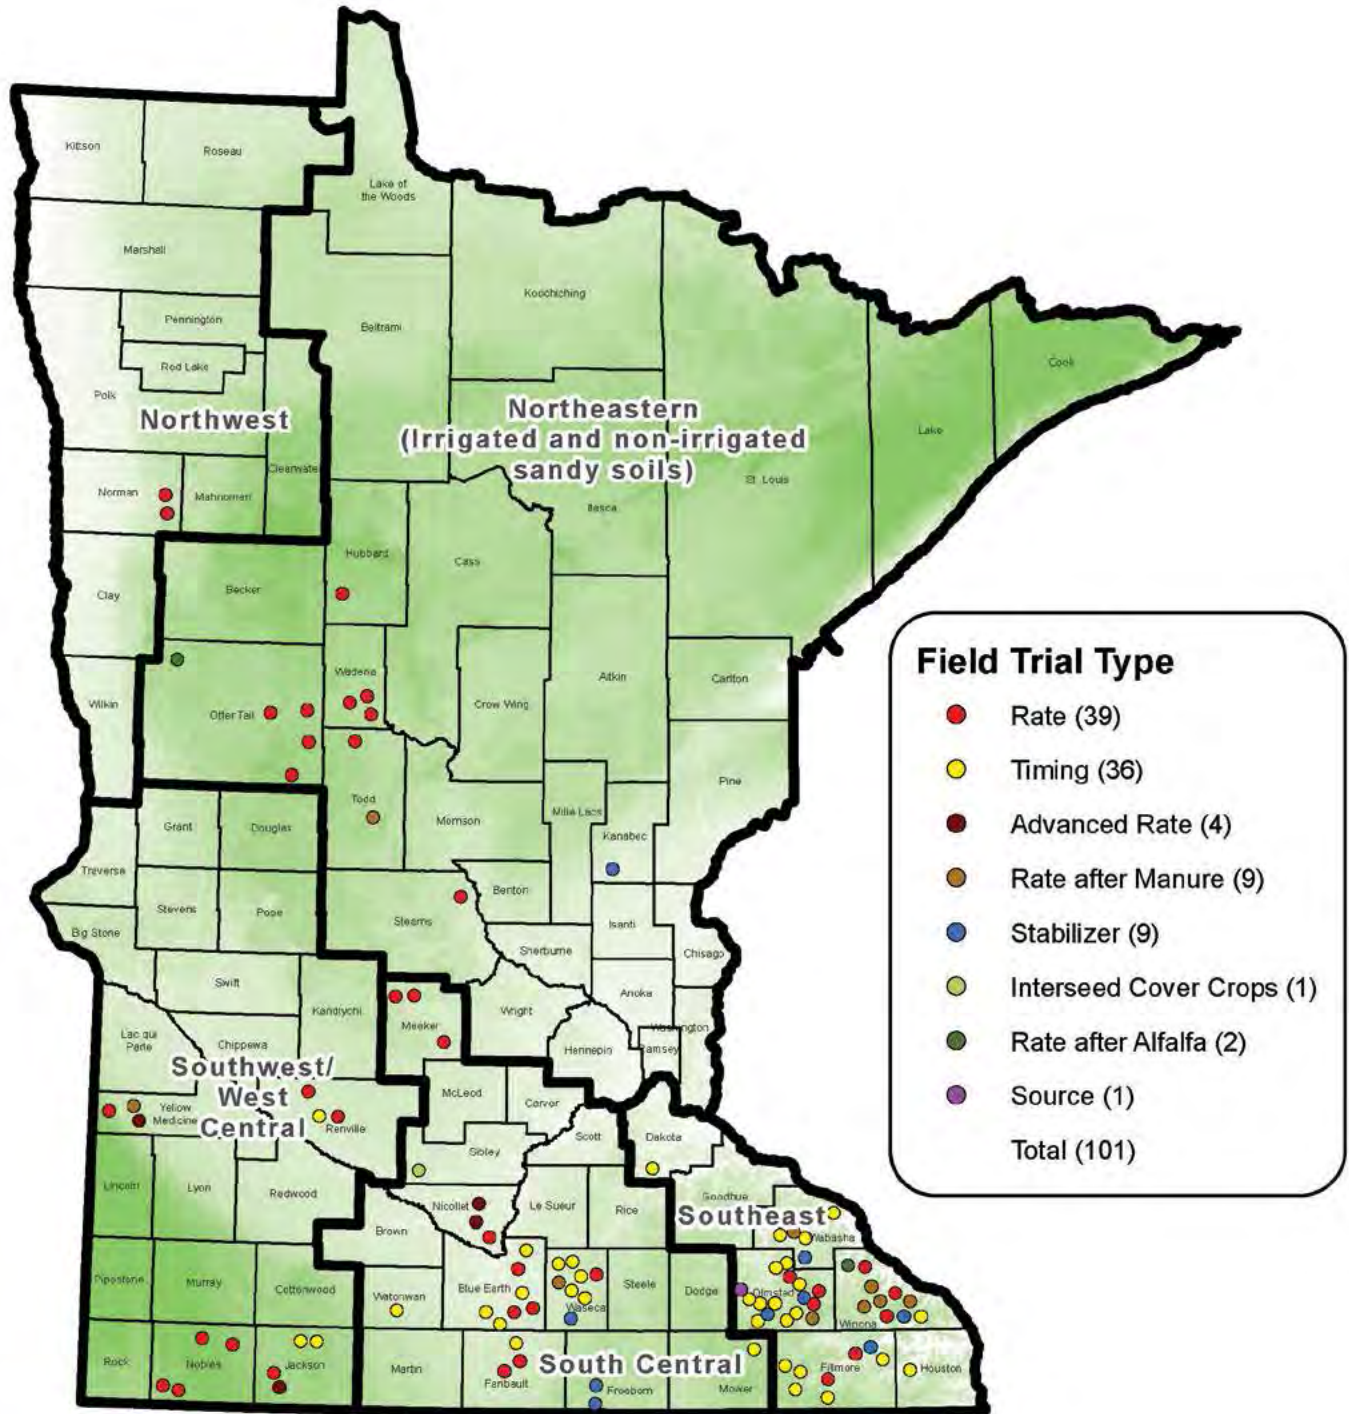 Kittson
Roseau
Lake of
the Woods
Marshall
Koochiching
Pennington
Beltrami
Red Lake
Cook
Polk
Northwest
Northeastern
(Irrigated and non-irrigated
sandy soils)
Lake
Clearwater
Norman
Mahnomen
St Louis
Itasca
Hubbard
Cass
Clay
Becker
Wadena
Aitkin
Carlton
Wilkin
Otter Tail
Crow Wing
Pine
Todd
Morrison
Mille Lacs
Grant
Douglas
Kanabec
Traverse
Benton
Stevens
Pope
Stearns
Isanti
Big Stone
Sherburne
Chisago
Swift
Anoka
Kandiyohi
Wright
Meeker
Washington
Lac qui
Parle
Chippewa
Hennepin
Ramsey
Southwest/
West
Central
McLeod
Carver
Yellow
Medicine
Renville
Scott
Dakota
Sibley
Lincoln
Lyon
Redwood
Nicollet
Le Sueur
Rice
Goodhue
Southeast
Wabasha
Brown
Pipestone
Murray
Cottonwood
Watonwan
Blue Earth
Waseca
Steele
Dodge
Olmsted
Winona
Rock
Nobles
Jackson
Martin
Faribault
South Central
Freeborn
Mower
Fillmore
Houston
Field Trial Type
Rate (39)
Timing (36)
Advanced Rate (4)
Rate after Manure (9)
Stabilizer (9)
Interseed Cover Crops (1)
Rate after Alfalfa (2)
Source (1)
Total (101)